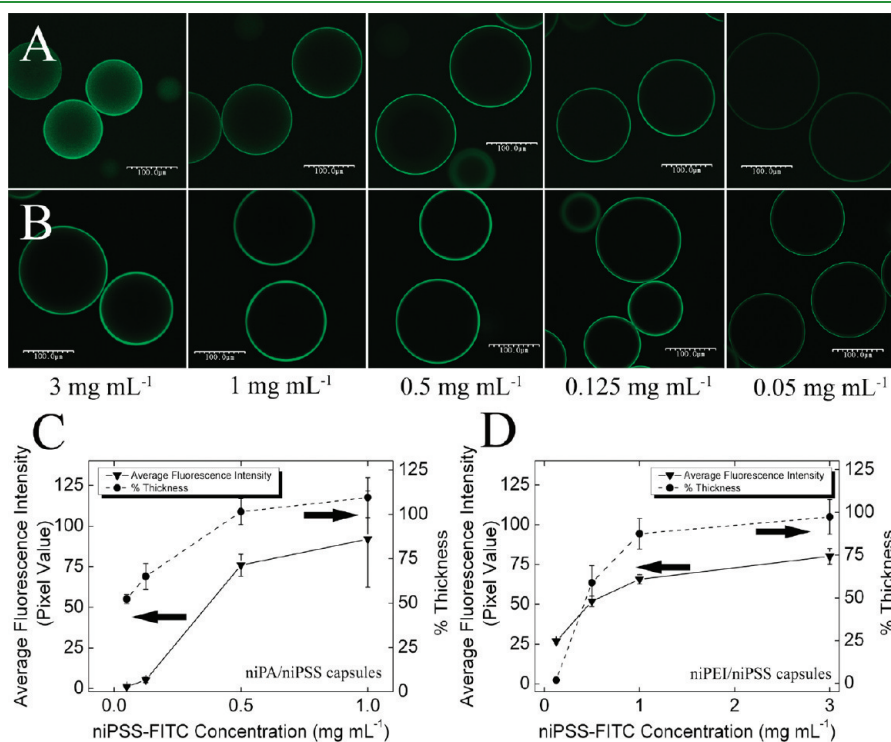 A
100.0μm 100.0μm 100.0μm 100.0μm 100.0μm
B
100.0μm 100.0μm 100.0μm 100.0μm 100.0μm
3 mg mL⁻¹ 1 mg mL⁻¹ 0.5 mg mL⁻¹ 0.125 mg mL⁻¹ 0.05 mg mL⁻¹
C
Average Fluorescence Intensity
(Pixel Value)
125
100
75
50
25
0
Average Fluorescence Intensity
% Thickness
125
100
75
50
25
0
% Thickness
niPA/niPSS capsules
0.0 0.5 1.0
niPSS-FITC Concentration (mg mL⁻¹)
D
Average Fluorescence Intensity
(Pixel Value)
125
100
75
50
25
0
Average Fluorescence Intensity
% Thickness
125
100
75
50
25
0
% Thickness
niPEI/niPSS capsules
0 1 2 3
niPSS-FITC Concentration (mg mL⁻¹)